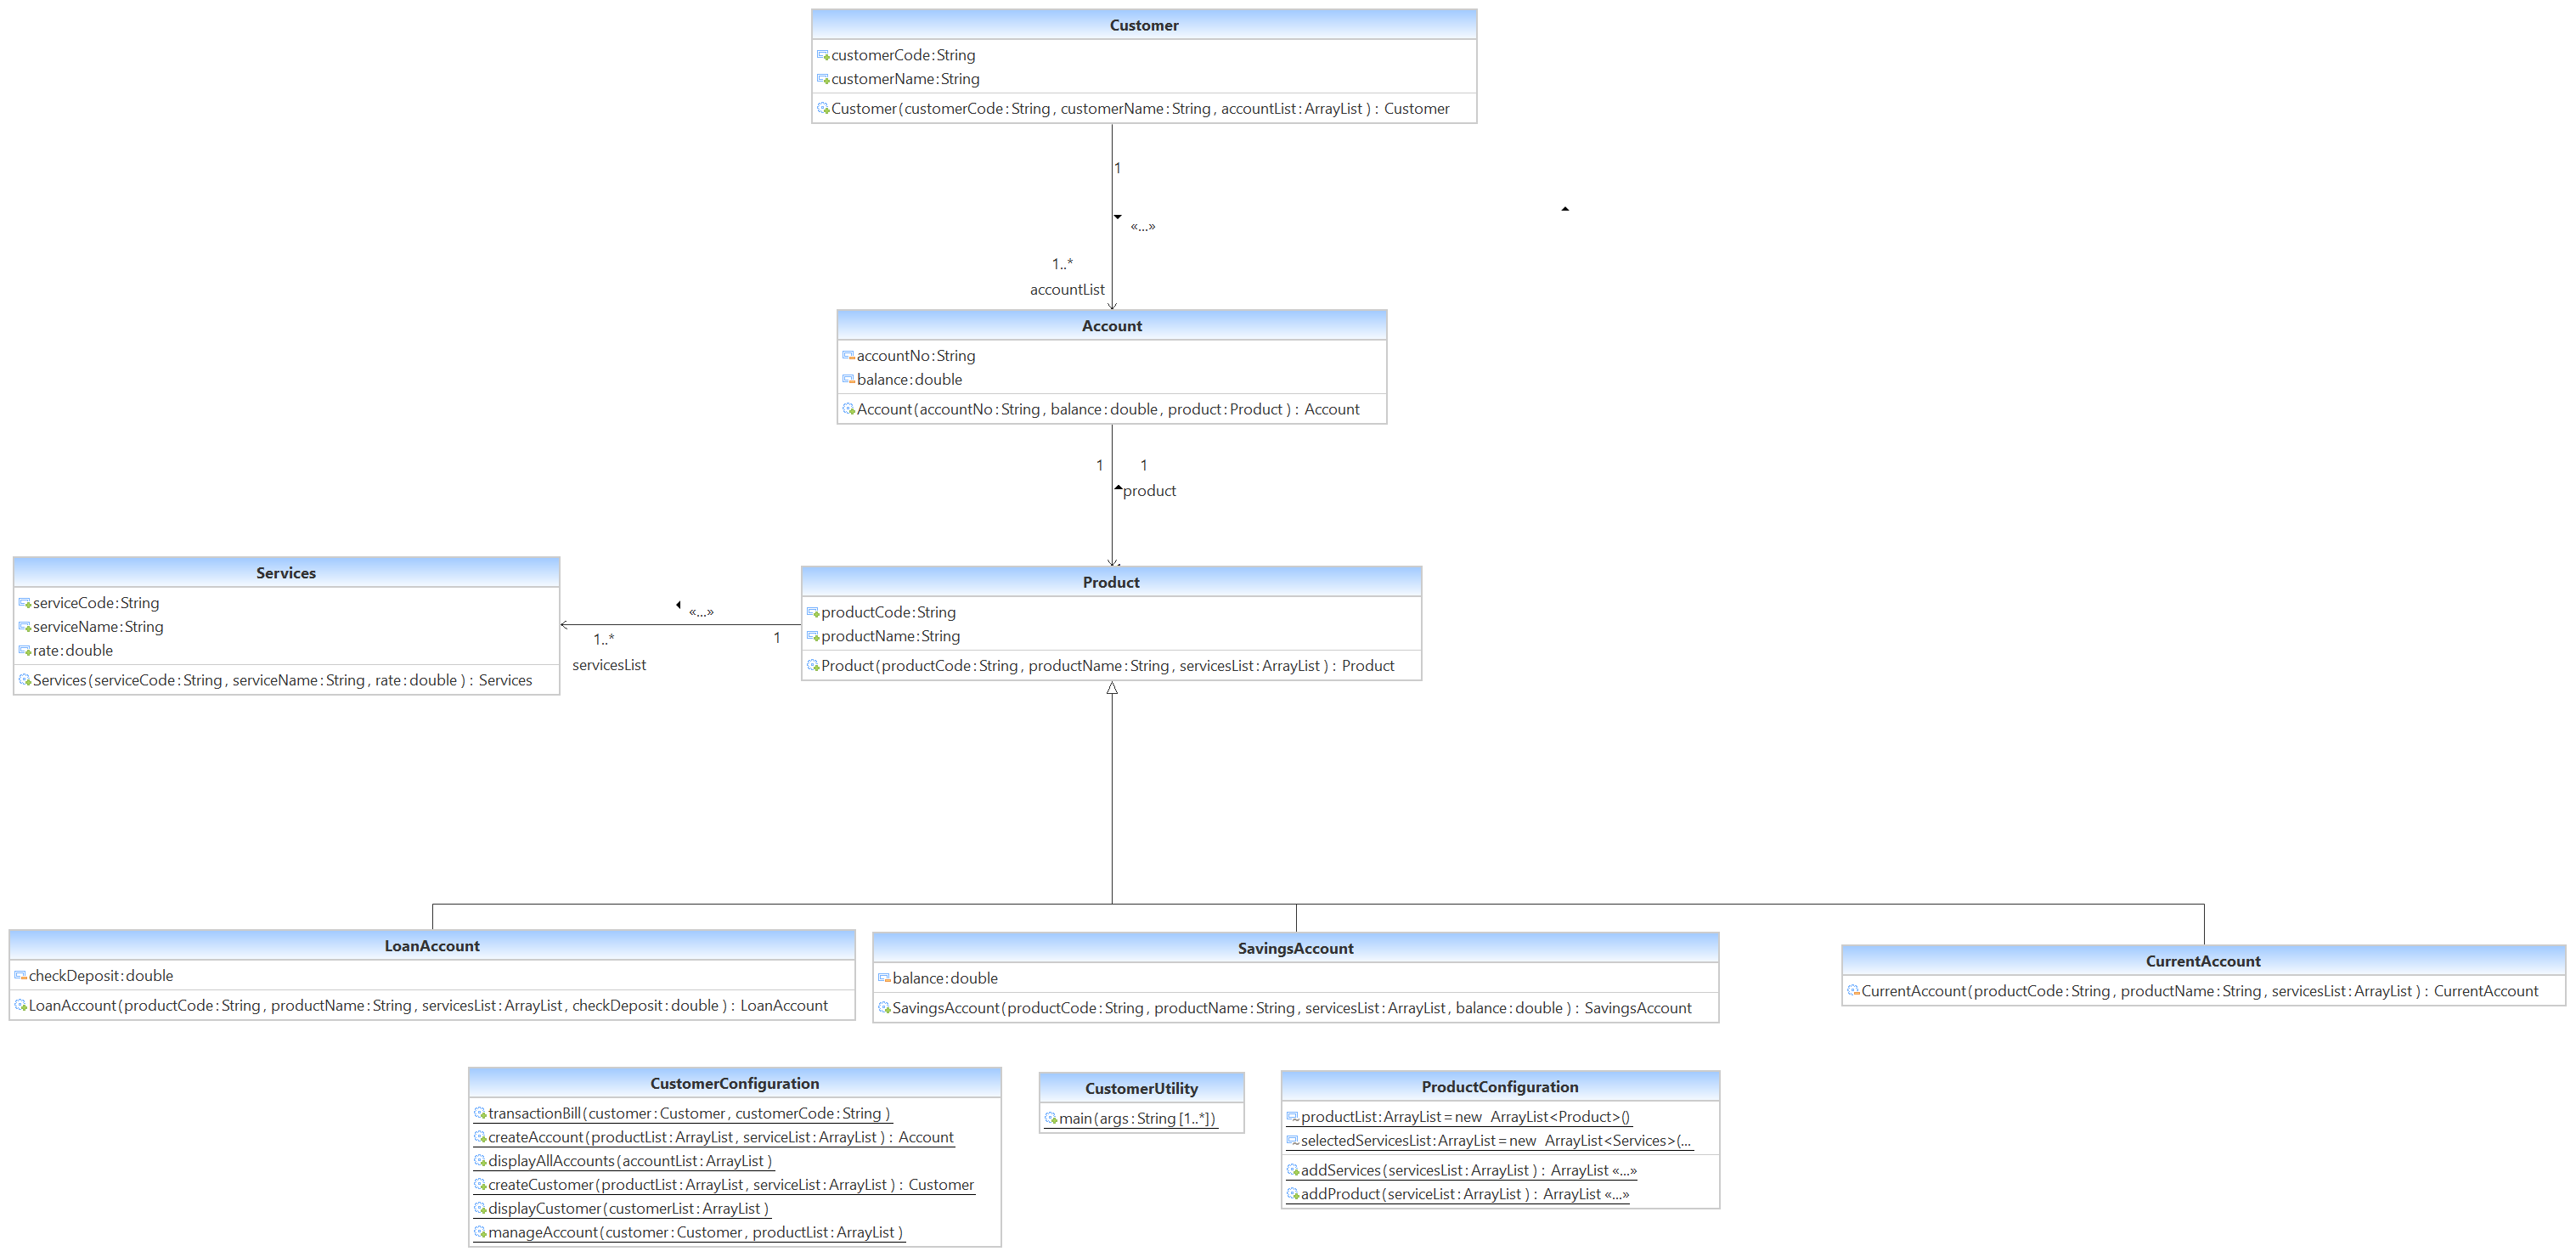 Customer
customerCode:String
customerName:String
Customer(customerCode:String, customerName:String, accountList:ArrayList): Customer
1
«...»
1..*
accountList
Account
accountNo:String
balance:double
Account(accountNo:String, balance:double, product:Product): Account
1 1
product
Services
serviceCode:String
serviceName:String
rate:double
Services(serviceCode:String, serviceName:String, rate:double): Services
«...»
1..* 1
servicesList
Product
productCode:String
productName:String
Product(productCode:String, productName:String, servicesList:ArrayList): Product
LoanAccount
checkDeposit:double
LoanAccount(productCode:String, productName:String, servicesList:ArrayList, checkDeposit:double): LoanAccount
SavingsAccount
balance:double
SavingsAccount(productCode:String, productName:String, servicesList:ArrayList, balance:double): SavingsAccount
CurrentAccount
CurrentAccount(productCode:String, productName:String, servicesList:ArrayList): CurrentAccount
CustomerConfiguration
transactionBill(customer:Customer, customerCode:String)
createAccount(productList:ArrayList, serviceList:ArrayList): Account
displayAllAccounts(accountList:ArrayList)
createCustomer(productList:ArrayList, serviceList:ArrayList): Customer
displayCustomer(customerList:ArrayList)
manageAccount(customer:Customer, productList:ArrayList)
CustomerUtility
main(args:String[1..*])
ProductConfiguration
productList:ArrayList=new ArrayList<Product>()
selectedServicesList:ArrayList=new ArrayList<Services>(...
addServices(servicesList:ArrayList): ArrayList «...»
addProduct(serviceList:ArrayList): ArrayList «...»